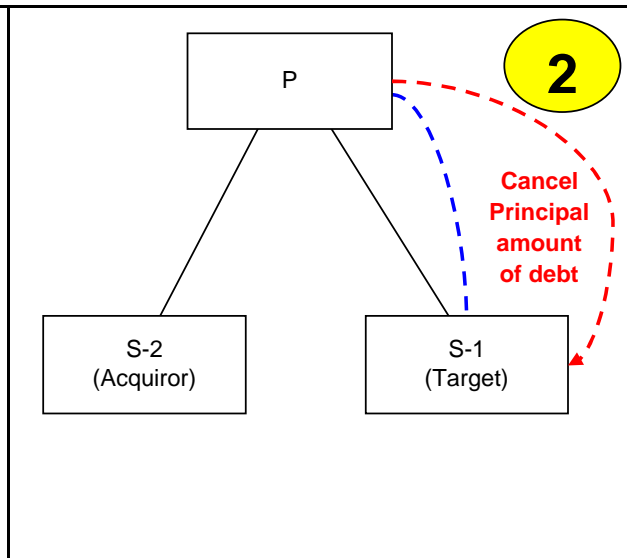 P
2
Cancel
Principal
amount
of debt
S-2
(Acquiror)
S-1
(Target)